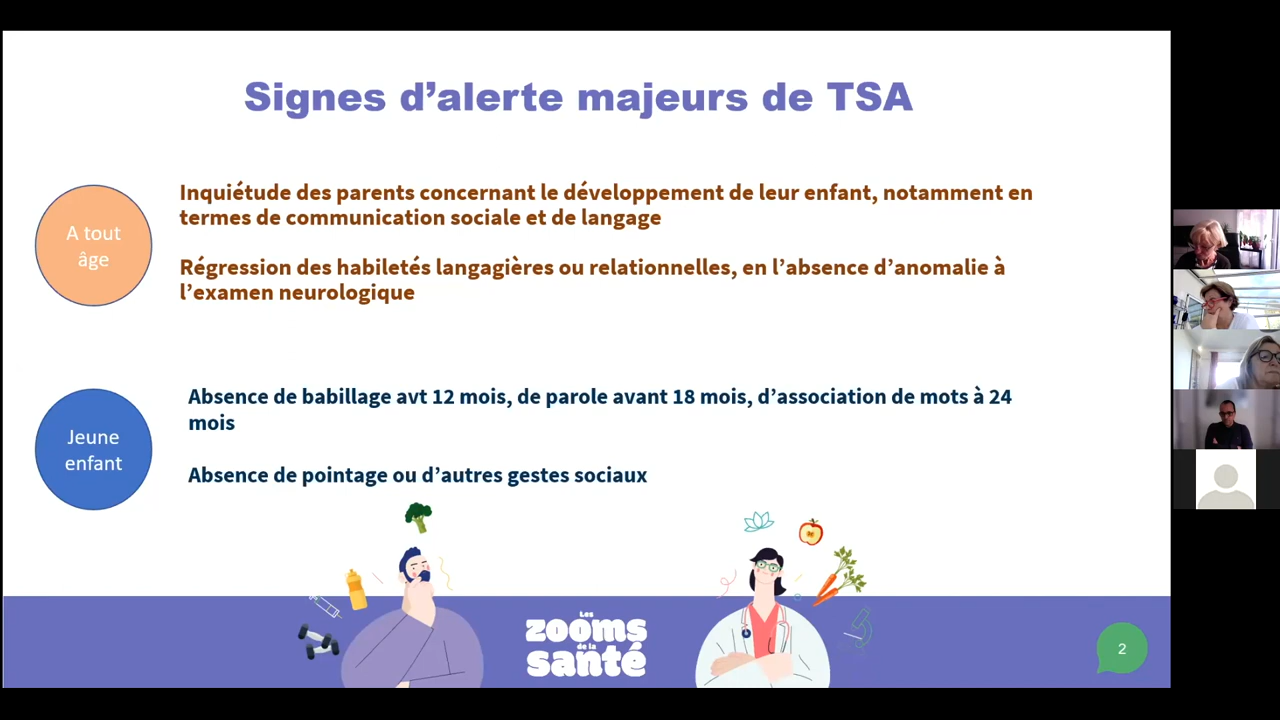 Signes d’alerte majeurs de TSA
A tout
âge
Inquiétude des parents concernant le développement de leur enfant, notamment en
termes de communication sociale et de langage
Régression des habiletés langagières ou relationnelles, en l’absence d’anomalie à
l’examen neurologique
Jeune
enfant
Absence de babillage avt 12 mois, de parole avant 18 mois, d’association de mots à 24
mois
Absence de pointage ou d’autres gestes sociaux
Les
zooms
de la
santé
2